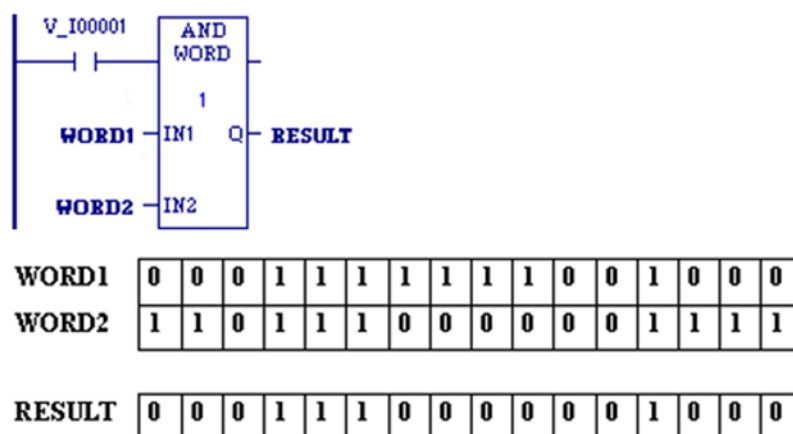 V_I00001
AND
WORD
1
WORD1 IN1 Q RESULT
WORD2 IN2
WORD1 0 0 0 1 1 1 1 1 1 1 0 0 1 0 0 0
WORD2 1 1 0 1 1 1 0 0 0 0 0 0 1 1 1 1
RESULT 0 0 0 1 1 1 0 0 0 0 0 0 1 0 0 0